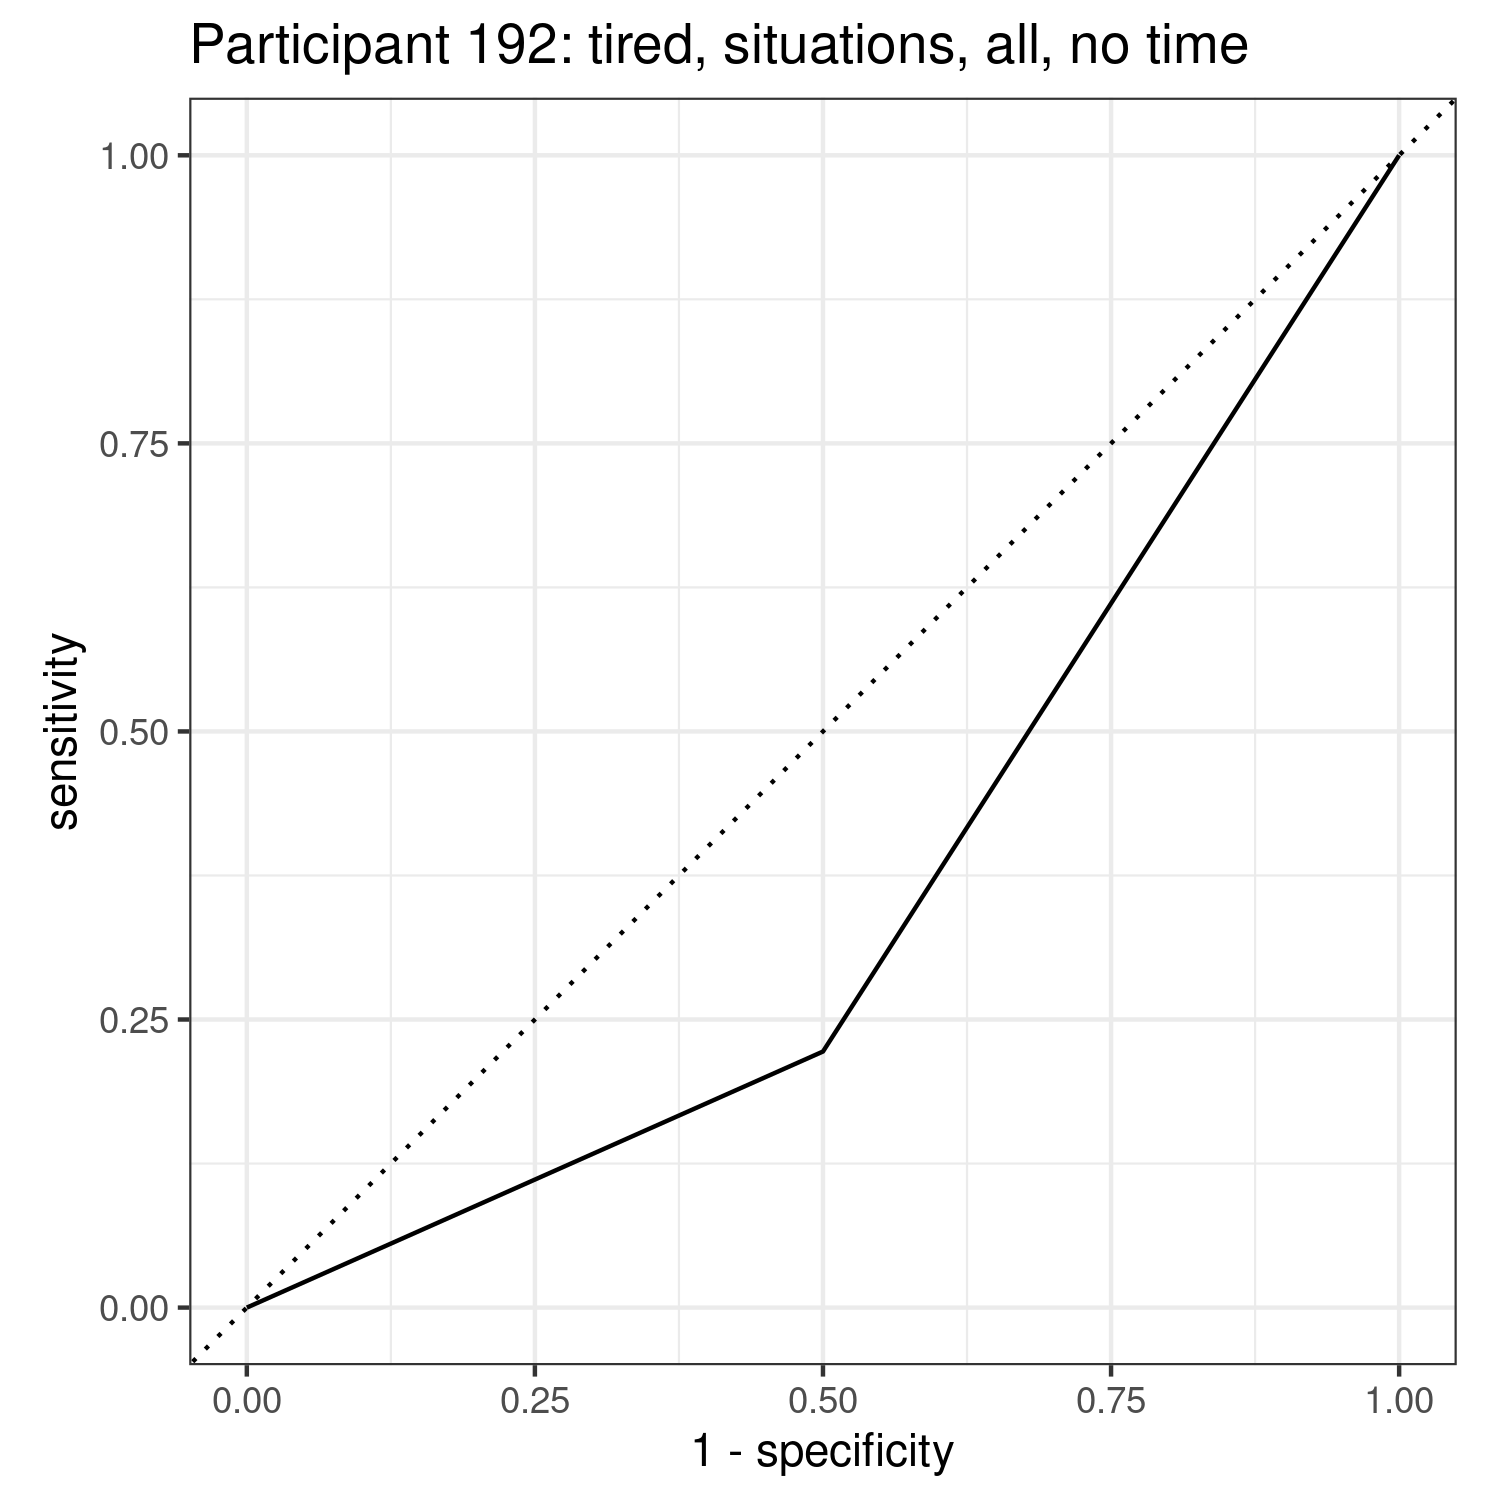 Participant 192: tired, situations, all, no time
1.00
0.75
0.50
0.25
0.00
sensitivity
0.00 0.25 0.50 0.75 1.00
1 - specificity